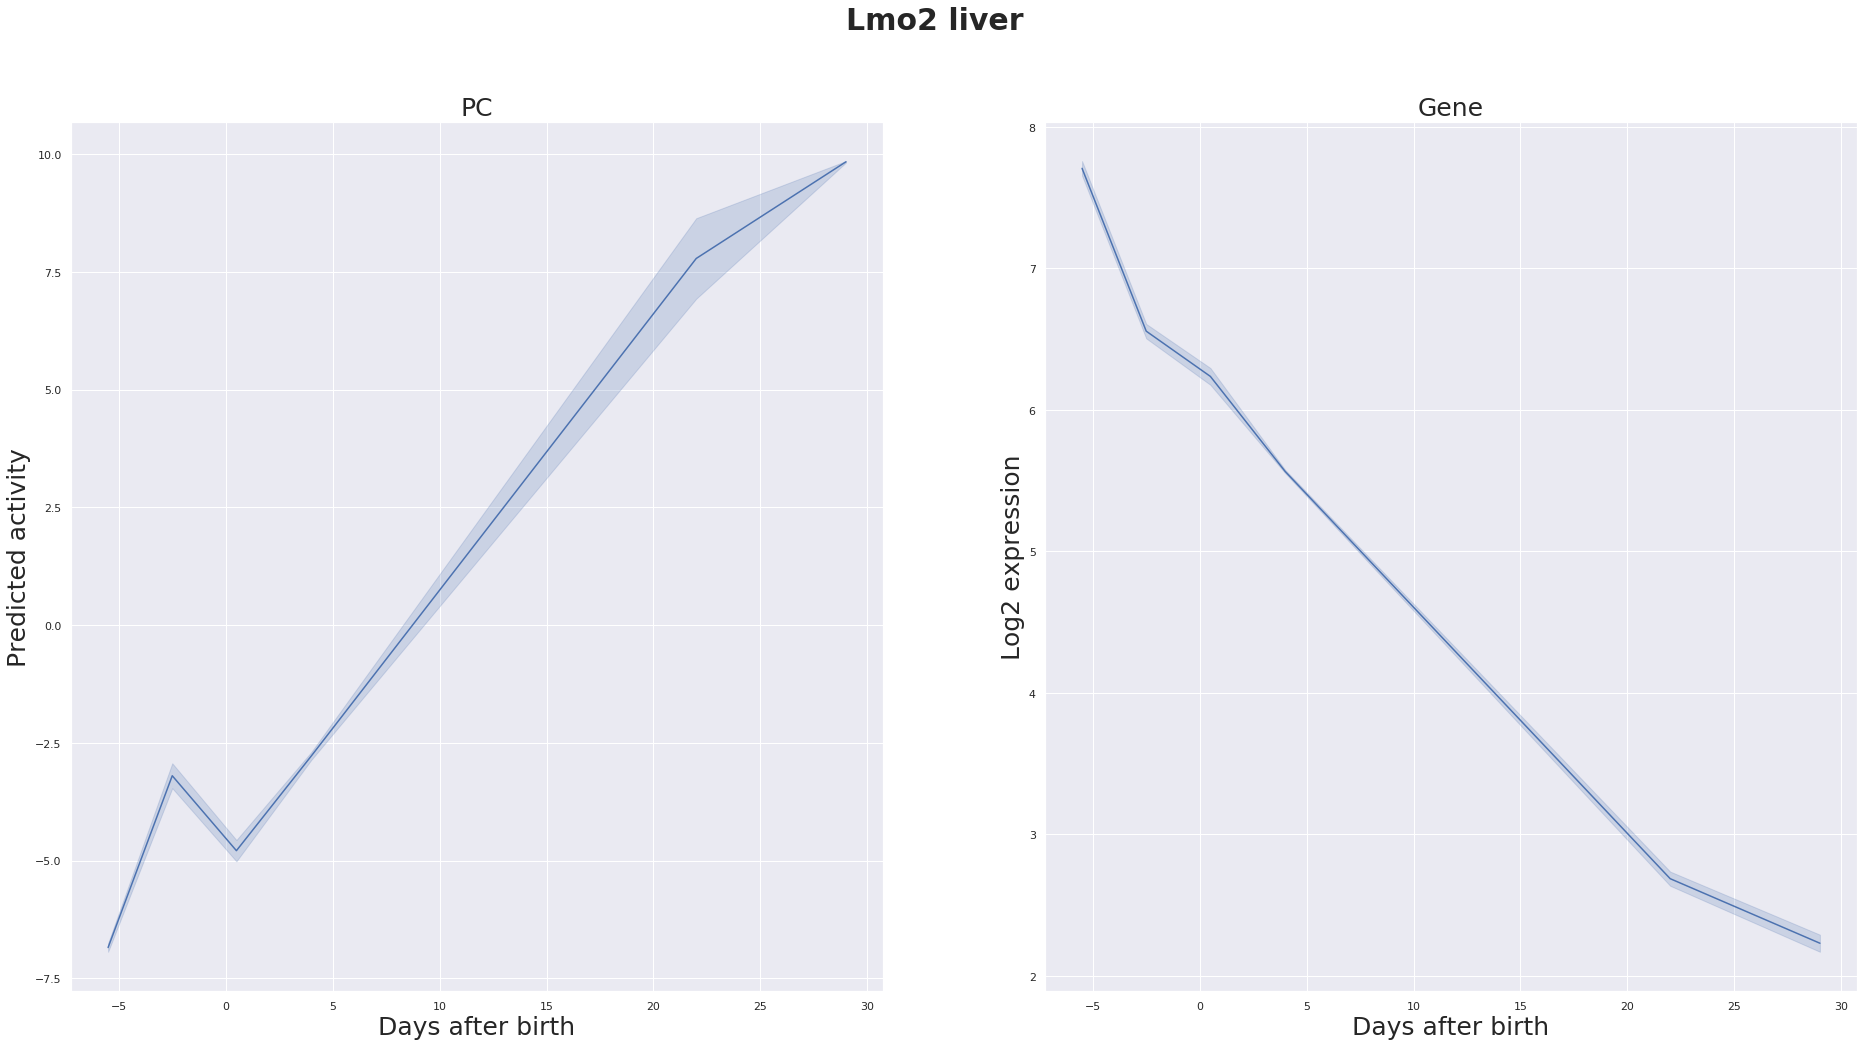 Lmo2 liver
PC
Predicted activity
10.0
7.5
5.0
2.5
0.0
−2.5
−5.0
−7.5
−5 0 5 10 15 20 25 30
Days after birth
Gene
Log2 expression
8
7
6
5
4
3
2
−5 0 5 10 15 20 25 30
Days after birth